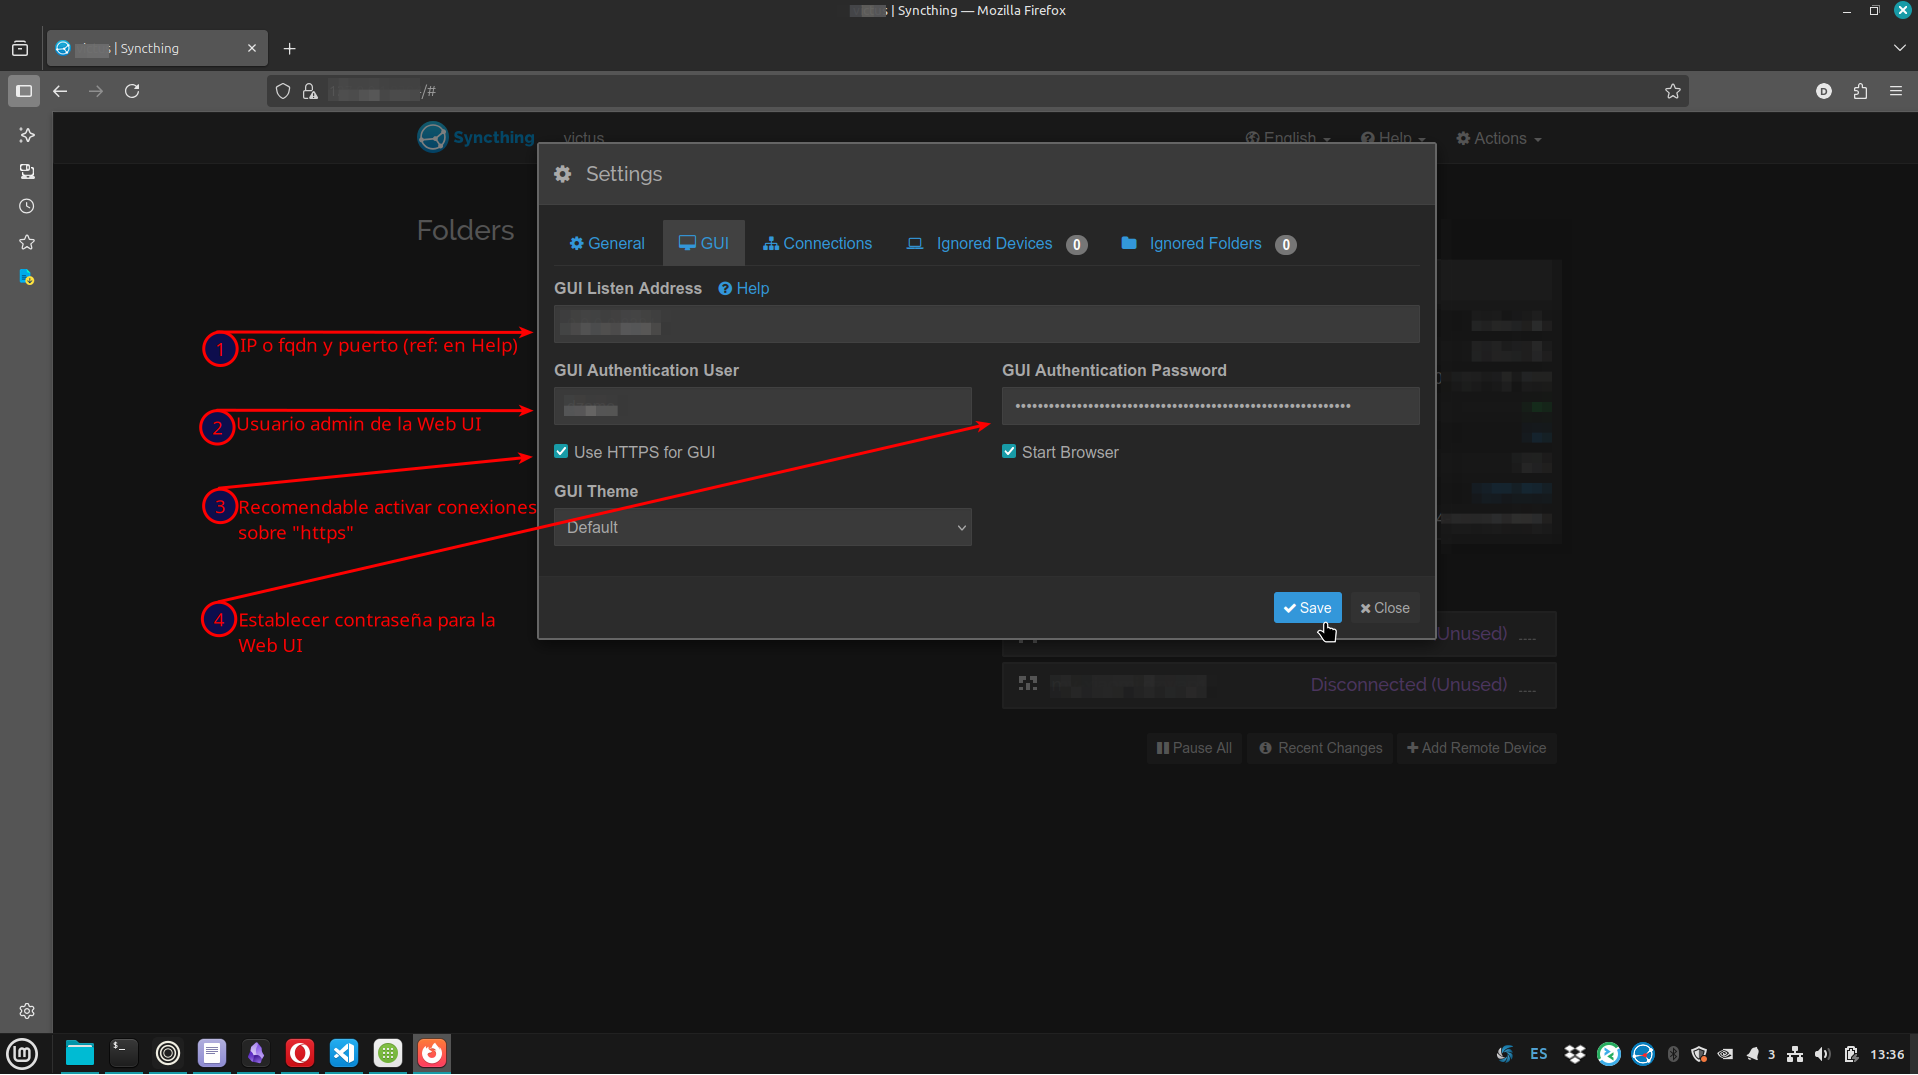 | Syncthing — Mozilla Firefox
| Syncthing
/#
D
Syncthing
victus
English
Help
Actions
Settings
Folders
General
GUI
Connections
Ignored Devices 0
Ignored Folders 0
GUI Listen Address Help
1 IP o fqdn y puerto (ref: en Help)
GUI Authentication User
GUI Authentication Password
2 Usuario admin de la Web UI
Use HTTPS for GUI
Start Browser
GUI Theme
Default
3 Recomendable activar conexiones
sobre "https"
4 Establecer contraseña para la
Web UI
Save
Close
Unused)
Disconnected (Unused)
Pause All
Recent Changes
Add Remote Device
$_
ES
3
13:36